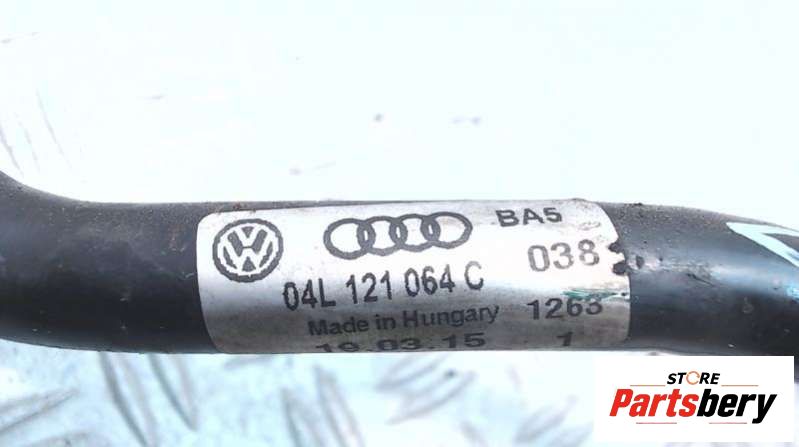 BA5
04L 121 064 C 038
Made in Hungary 1263
19.03.15 1
STORE
Partsbery